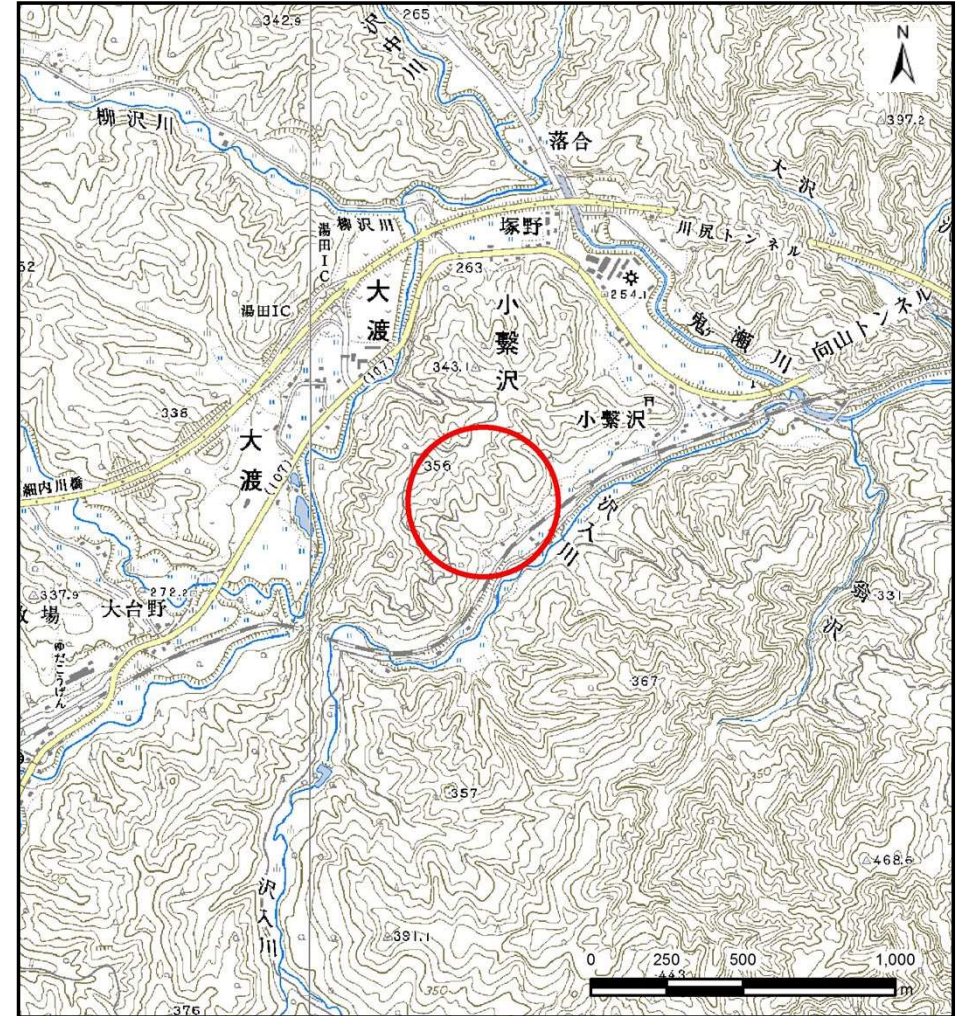 342.9
265
沢中川
N
柳沢川
397.2
落合
大沢
湯田IC
柳沢川
塚野
川尻トンネル
263
254.1
湯田IC
大渡
小繋沢
鬼ヶ瀬川
向山トンネル
(107)
343.1
338
小繋沢
大渡
356
(107)
細内川橋
沢入川
337.9
272.2
大台野
331
牧場
ゆだこうげん
367
357
350
468.6
沢入川
391.1
0 250 500 1,000
m
443
350
376